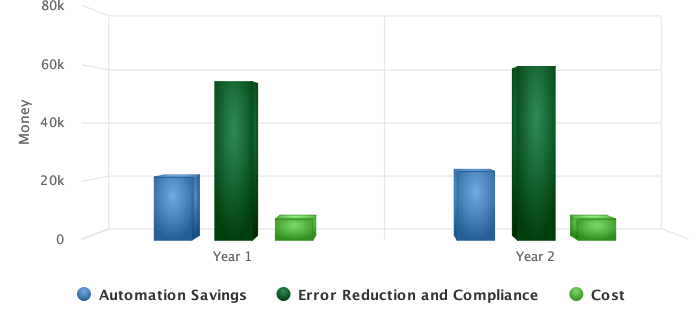 80k
60k
Money
40k
20k
0
Year 1 Year 2
Automation Savings Error Reduction and Compliance Cost